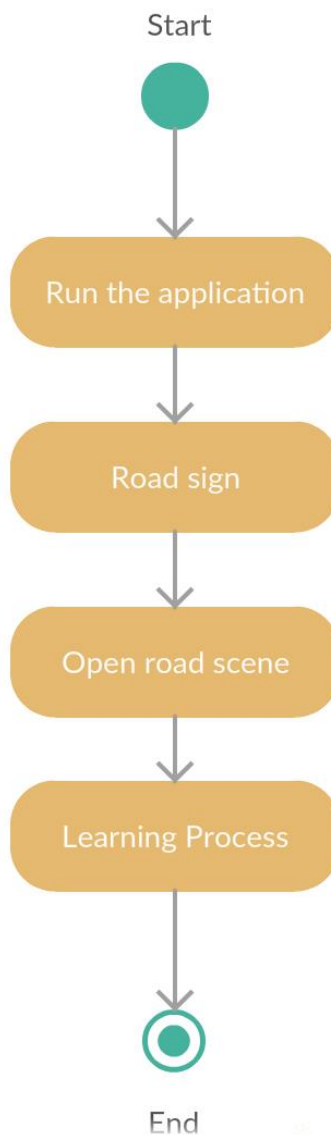 Start
Run the application
Road sign
Open road scene
Learning Process
End